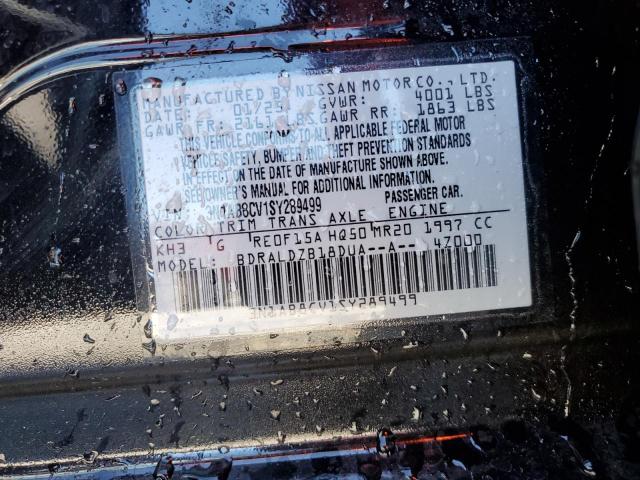 MANUFACTURED BY NISSAN MOTOR CO., LTD.
DATE: 01/25 GVWR: 4001 LBS
GAWR FR: 2161 LBS GAWR RR: 1863 LBS
THIS VEHICLE CONFORMS TO ALL APPLICABLE FEDERAL MOTOR
VEHICLE SAFETY, BUMPER AND THEFT PREVENTION STANDARDS
IN EFFECT ON THE DATE OF MANUFACTURE SHOWN ABOVE.
SEE OWNER'S MANUAL FOR ADDITIONAL INFORMATION.
VIN: 3N1AB8CV1SY289499 PASSENGER CAR.
COLOR TRIM TRANS AXLE ENGINE
KH3 G RE0F15A HQ50 MR20 1997 CC
MODEL: BDRALDZB18DUA--A-- 47000
3N1AB8CV1SY289499